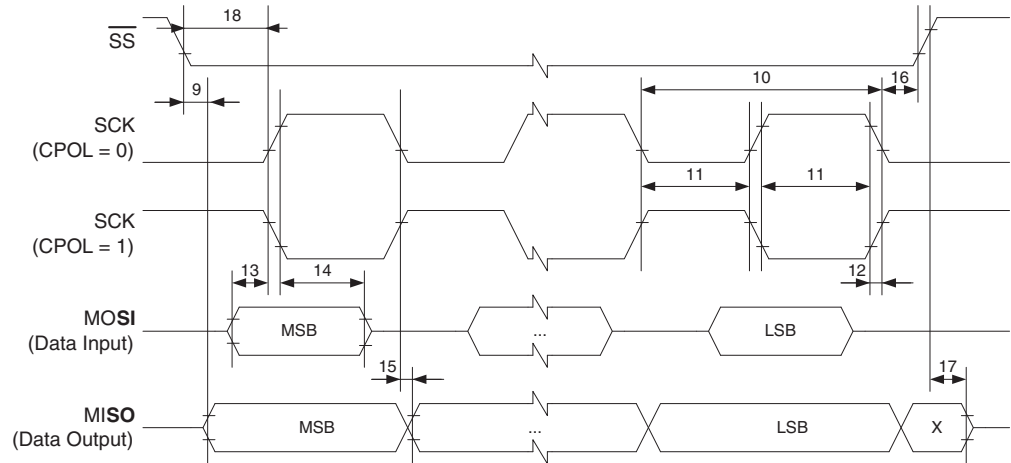 18
SS
9
10
16
SCK
(CPOL = 0)
11
11
SCK
(CPOL = 1)
13
14
12
MOSI
(Data Input)
MSB
...
LSB
15
17
MISO
(Data Output)
MSB
...
LSB
X